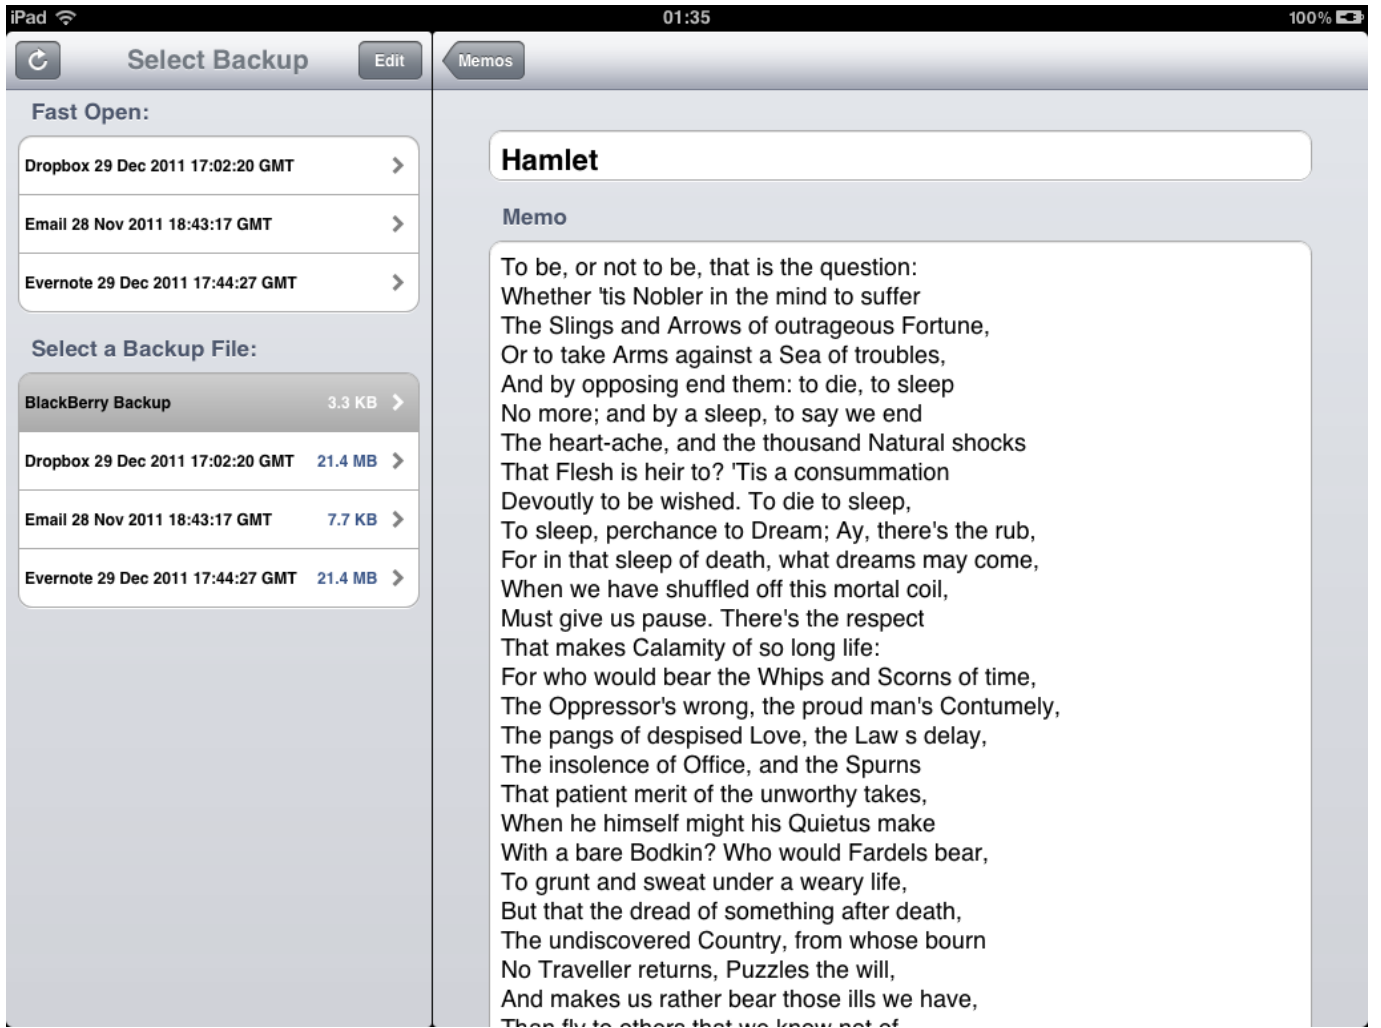 iPad
01:35
100%
Select Backup
Edit
Memos
Fast Open:
Dropbox 29 Dec 2011 17:02:20 GMT
Email 28 Nov 2011 18:43:17 GMT
Evernote 29 Dec 2011 17:44:27 GMT
Select a Backup File:
BlackBerry Backup 3.3 KB
Dropbox 29 Dec 2011 17:02:20 GMT 21.4 MB
Email 28 Nov 2011 18:43:17 GMT 7.7 KB
Evernote 29 Dec 2011 17:44:27 GMT 21.4 MB
Hamlet
Memo
To be, or not to be, that is the question:
Whether 'tis Nobler in the mind to suffer
The Slings and Arrows of outrageous Fortune,
Or to take Arms against a Sea of troubles,
And by opposing end them: to die, to sleep
No more; and by a sleep, to say we end
The heart-ache, and the thousand Natural shocks
That Flesh is heir to? 'Tis a consummation
Devoutly to be wished. To die to sleep,
To sleep, perchance to Dream; Ay, there's the rub,
For in that sleep of death, what dreams may come,
When we have shuffled off this mortal coil,
Must give us pause. There's the respect
That makes Calamity of so long life:
For who would bear the Whips and Scorns of time,
The Oppressor's wrong, the proud man's Contumely,
The pangs of despised Love, the Law s delay,
The insolence of Office, and the Spurns
That patient merit of the unworthy takes,
When he himself might his Quietus make
With a bare Bodkin? Who would Fardels bear,
To grunt and sweat under a weary life,
But that the dread of something after death,
The undiscovered Country, from whose bourn
No Traveller returns, Puzzles the will,
And makes us rather bear those ills we have,
Than fly to others that we know not of